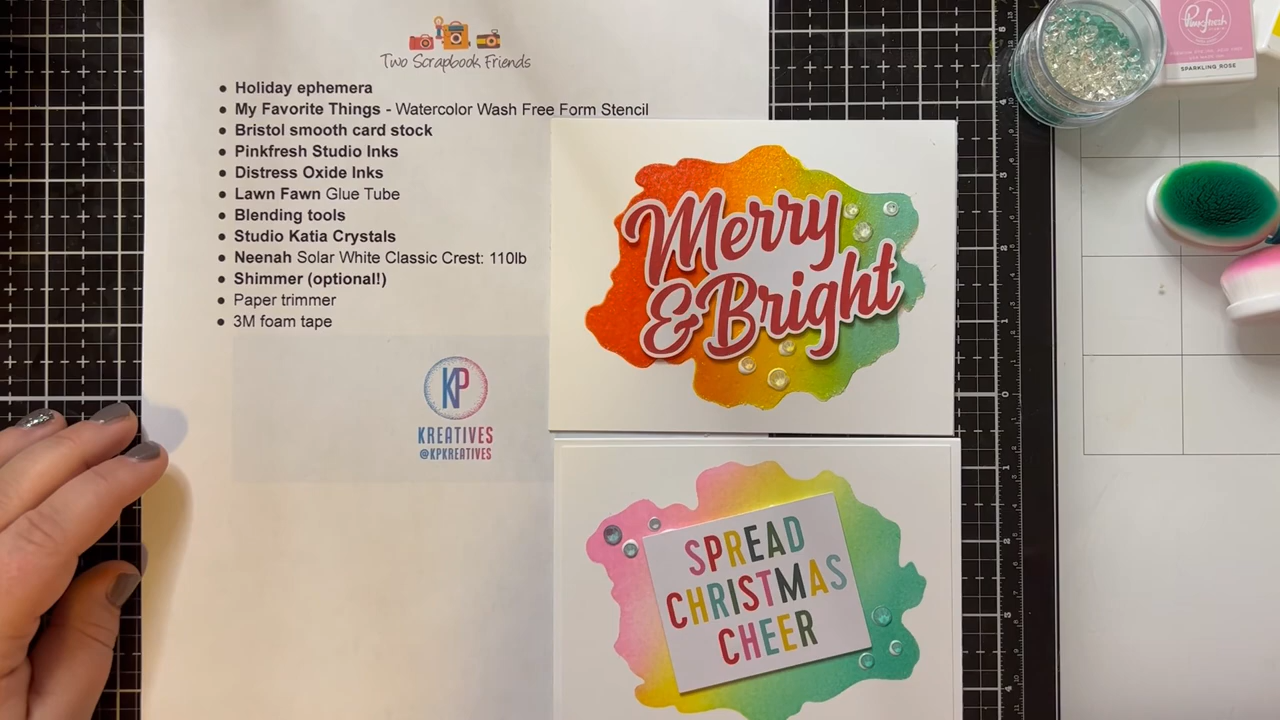 Two Scrapbook Friends
● Holiday ephemera
● My Favorite Things - Watercolor Wash Free Form Stencil
● Bristol smooth card stock
● Pinkfresh Studio Inks
● Distress Oxide Inks
● Lawn Fawn Glue Tube
● Blending tools
● Studio Katia Crystals
● Neenah Solar White Classic Crest: 110lb
● Shimmer (optional!)
● Paper trimmer
● 3M foam tape
KP
KREATIVES
@KPKREATIVES
Merry
& Bright
SPREAD
CHRISTMAS
CHEER
Pinkfresh
SPARKLING ROSE